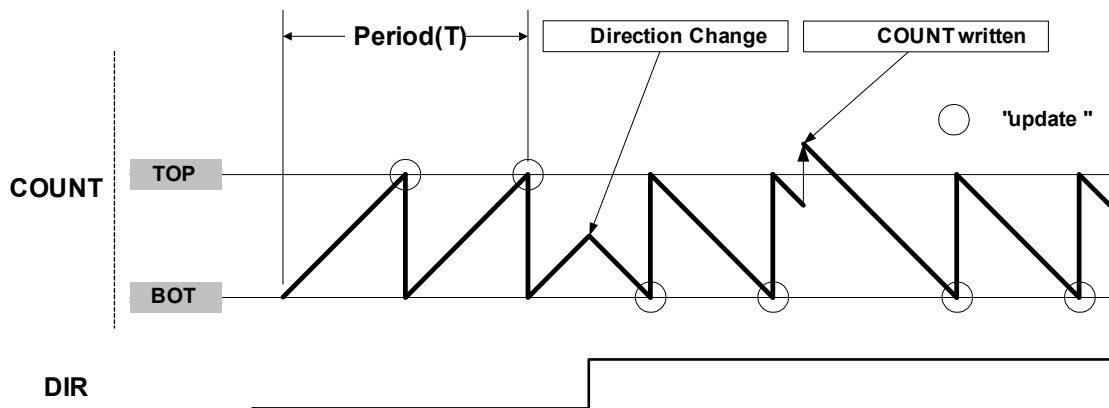 Period(T)
Direction Change
COUNT written
"update "
TOP
COUNT
BOT
DIR